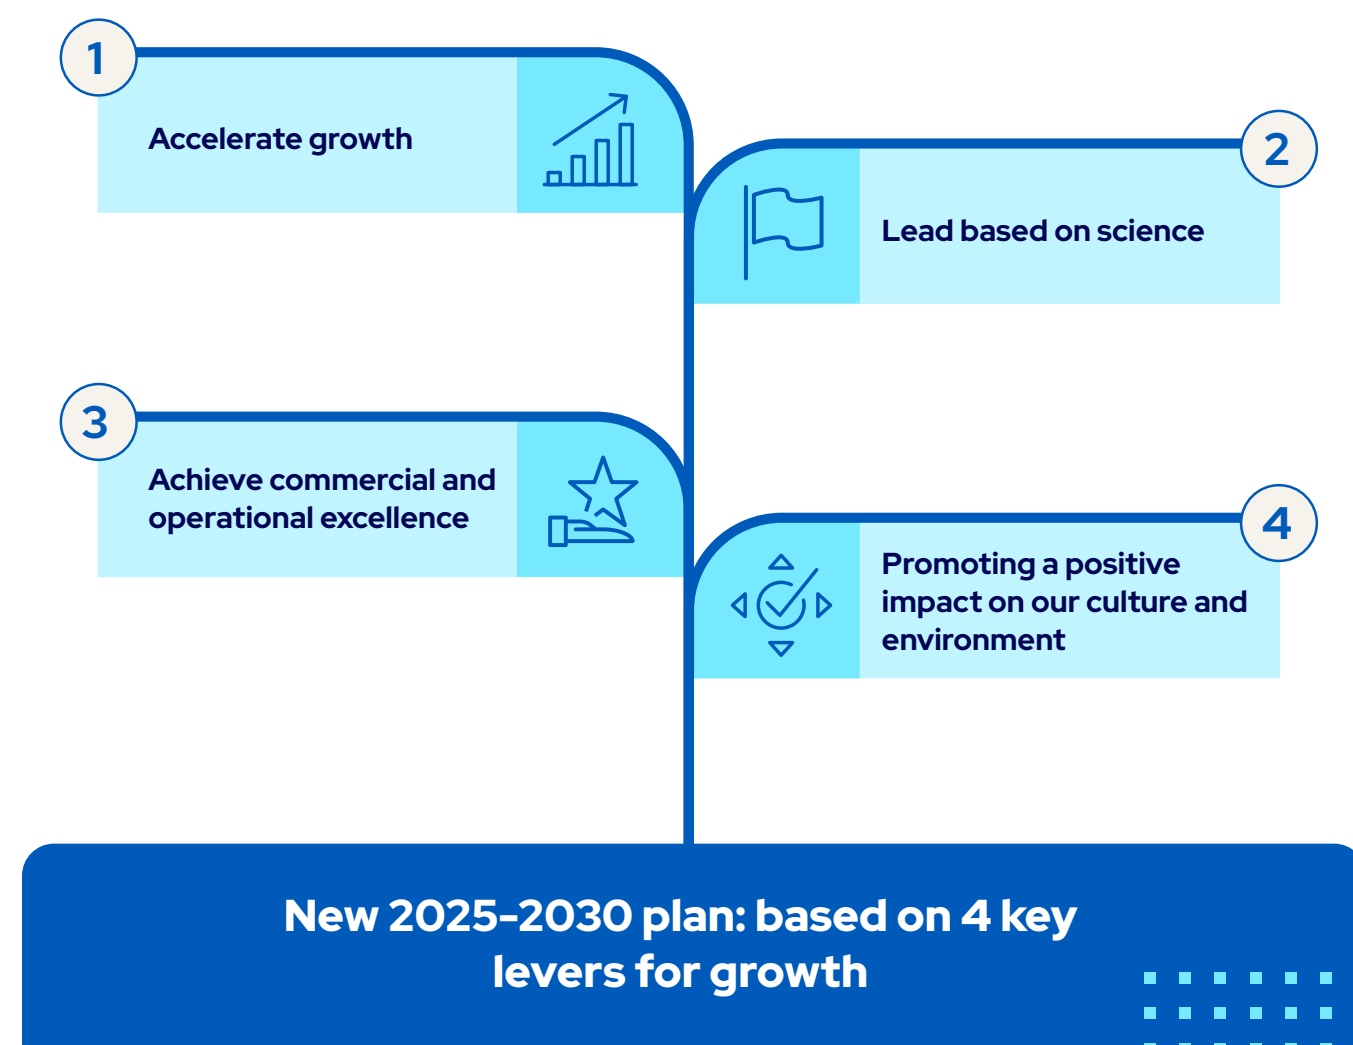 1
Accelerate growth
2
Lead based on science
3
Achieve commercial and
operational excellence
4
Promoting a positive
impact on our culture and
environment
New 2025-2030 plan: based on 4 key
levers for growth